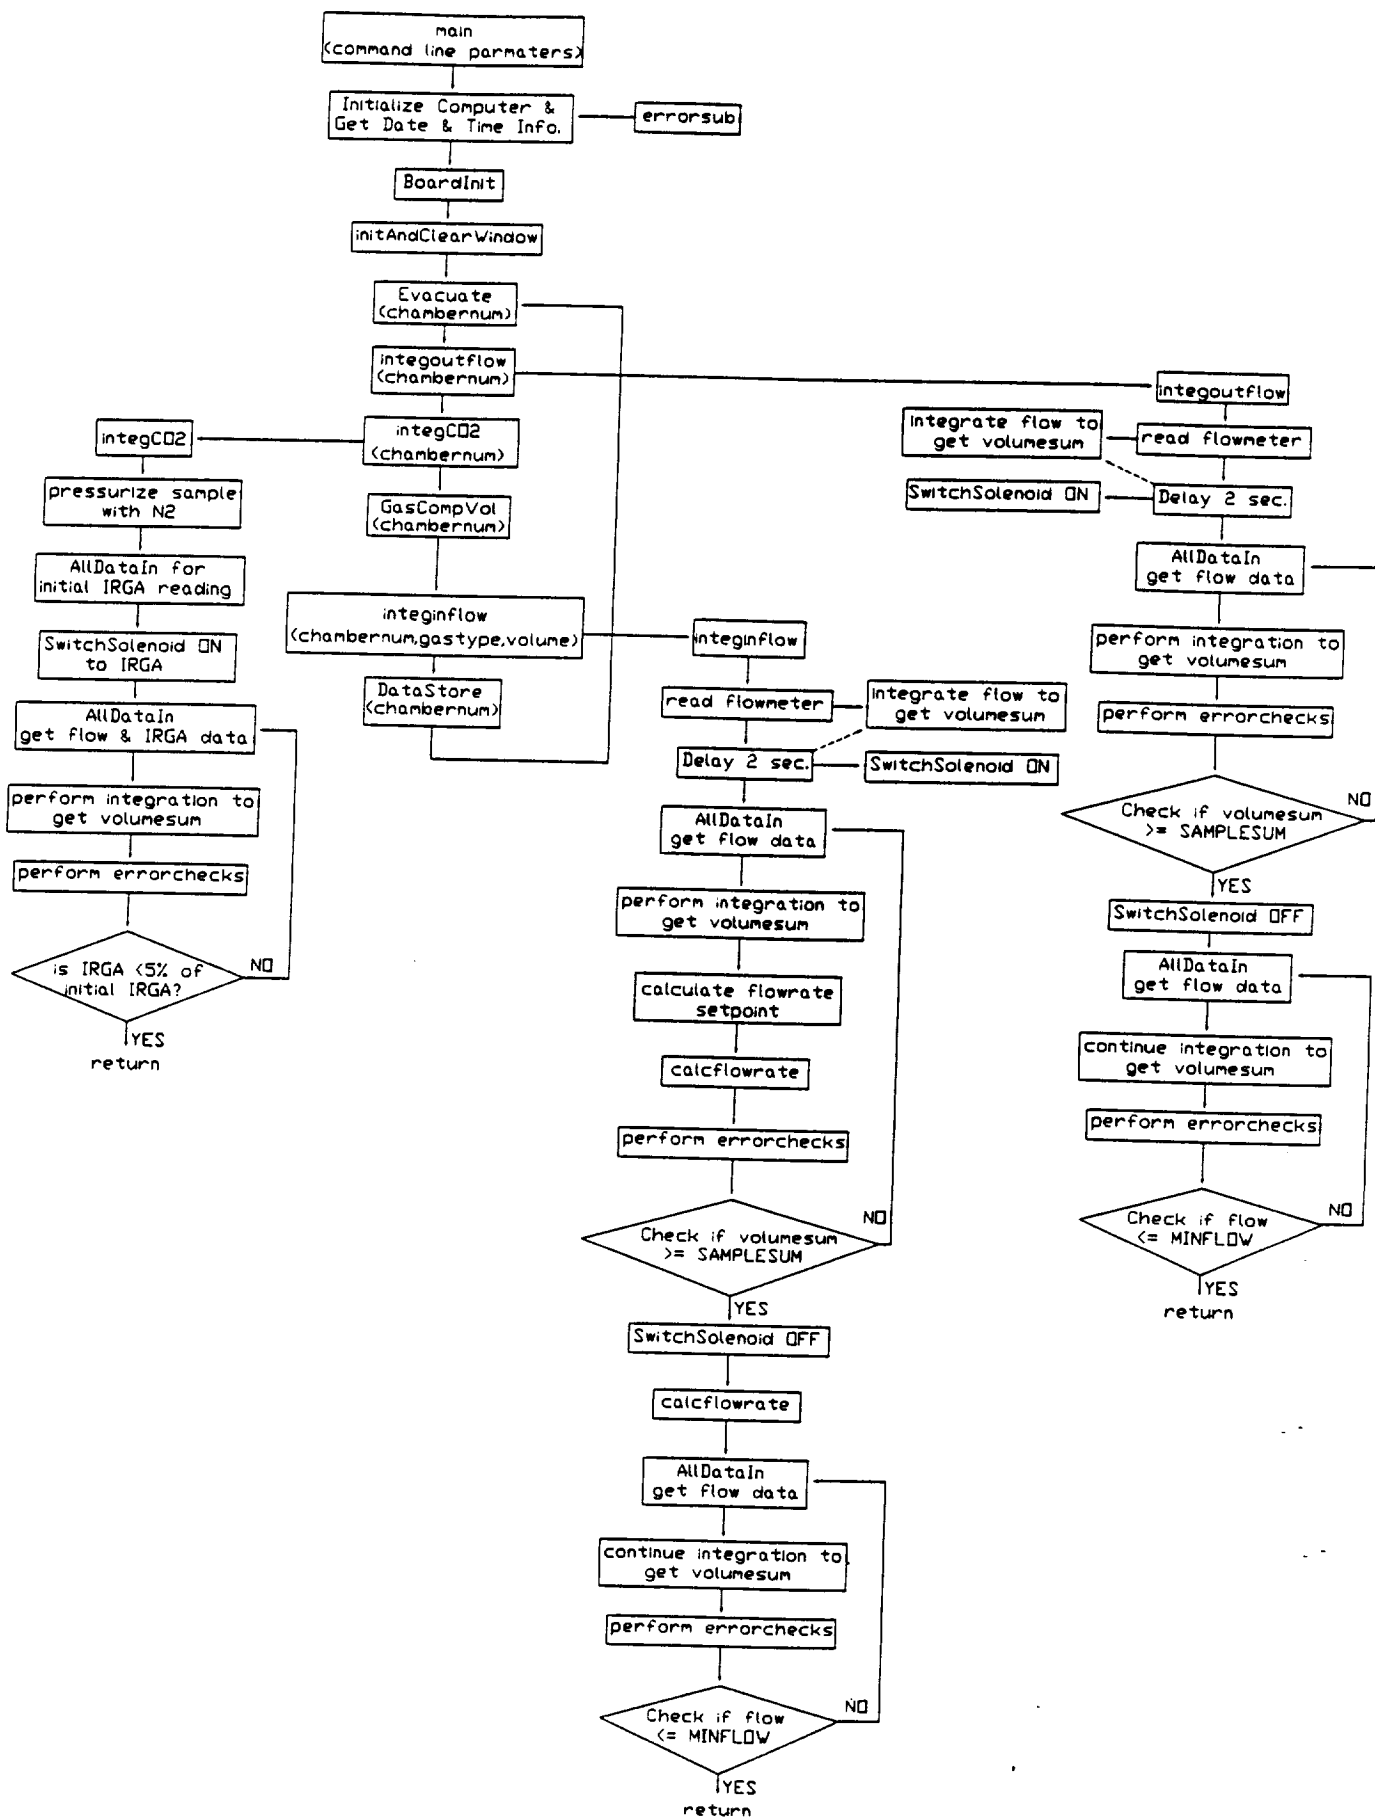 main
(command line parmaters)
Initialize Computer &
Get Date & Time Info.
errorsub
BoardInit
initAndClearWindow
Evacuate
(chambernum)
integoutflow
(chambernum)
integCO2
(chambernum)
GasCompVol
(chambernum)
integinflow
(chambernum,gastype,volume)
DataStore
(chambernum)
integCO2
pressurize sample
with N2
AllDataIn for
initial IRGA reading
SwitchSolenoid ON
to IRGA
AllDataIn
get flow & IRGA data
perform integration to
get volumesum
perform errorchecks
is IRGA <5% of
initial IRGA?
NO
YES
return
integinflow
read flowmeter
integrate flow to
get volumesum
Delay 2 sec.
SwitchSolenoid ON
AllDataIn
get flow data
perform integration to
get volumesum
calculate flowrate
setpoint
calcflowrate
perform errorchecks
Check if volumesum
>= SAMPLESUM
NO
YES
SwitchSolenoid OFF
calcflowrate
AllDataIn
get flow data
continue integration to
get volumesum
perform errorchecks
Check if flow
<= MINFLOW
NO
YES
return
integoutflow
integrate flow to
get volumesum
read flowmeter
SwitchSolenoid ON
Delay 2 sec.
AllDataIn
get flow data
perform integration to
get volumesum
perform errorchecks
Check if volumesum
>= SAMPLESUM
NO
YES
SwitchSolenoid OFF
AllDataIn
get flow data
continue integration to
get volumesum
perform errorchecks
Check if flow
<= MINFLOW
NO
YES
return